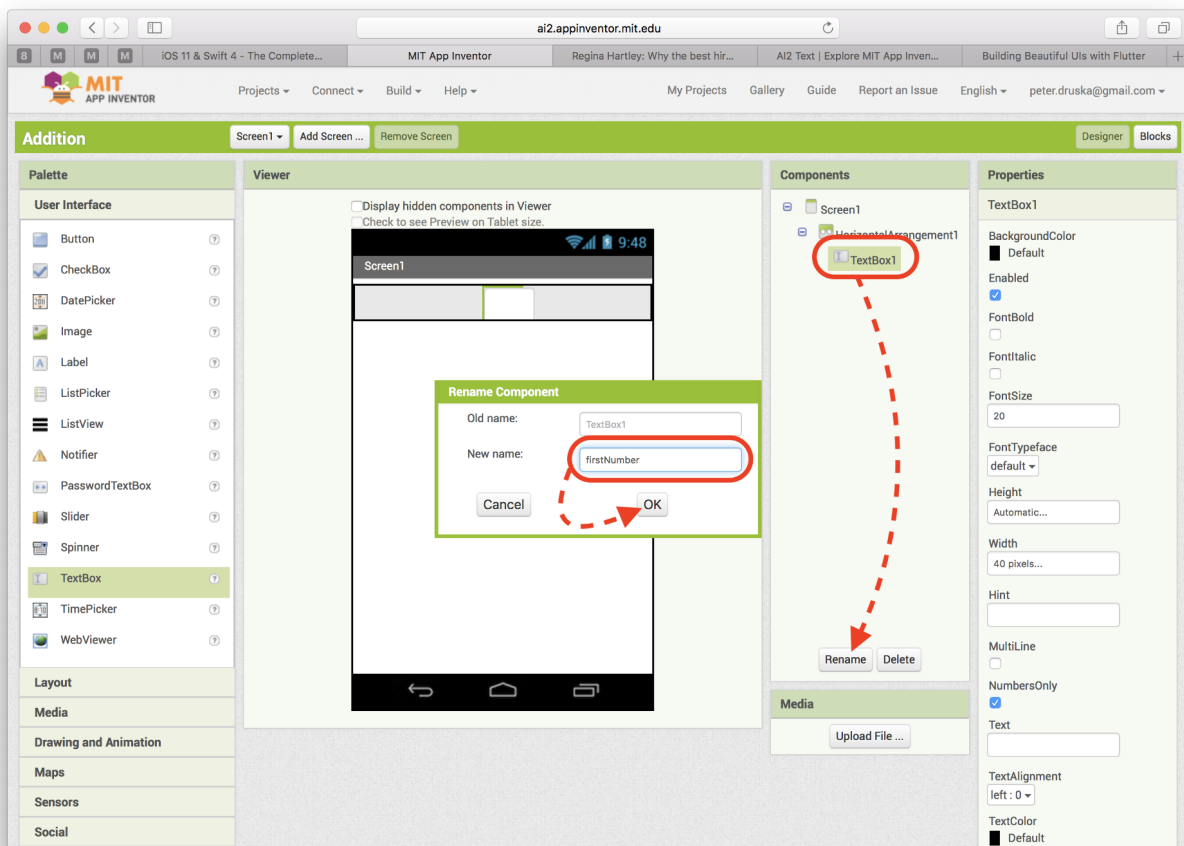 ai2.appinventor.mit.edu
8 M M M iOS 11 & Swift 4 - The Complete... MIT App Inventor Regina Hartley: Why the best hir... AI2 Text | Explore MIT App Inven... Building Beautiful UIs with Flutter +
MIT
APP INVENTOR
Projects Connect Build Help My Projects Gallery Guide Report an Issue English peter.druska@gmail.com
Addition Screen1 Add Screen ... Remove Screen Designer Blocks
Palette
User Interface
Button ?
CheckBox ?
DatePicker ?
Image ?
Label ?
ListPicker ?
ListView ?
Notifier ?
PasswordTextBox ?
Slider ?
Spinner ?
TextBox ?
TimePicker ?
WebViewer ?
Layout
Media
Drawing and Animation
Maps
Sensors
Social
Viewer
Display hidden components in Viewer
Check to see Preview on Tablet size.
9:48
Screen1
Rename Component
Old name: TextBox1
New name: firstNumber
Cancel OK
Components
Screen1
HorizontalArrangement1
TextBox1
Rename Delete
Media
Upload File ...
Properties
TextBox1
BackgroundColor
Default
Enabled
FontBold
FontItalic
FontSize
20
FontTypeface
default
Height
Automatic...
Width
40 pixels...
Hint
MultiLine
NumbersOnly
Text
TextAlignment
left : 0
TextColor
Default